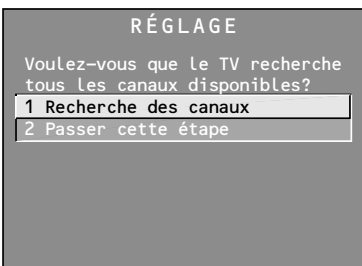 RÉGLAGE
Voulez-vous que le TV recherche
tous les canaux disponibles?
1 Recherche des canaux
2 Passer cette étape